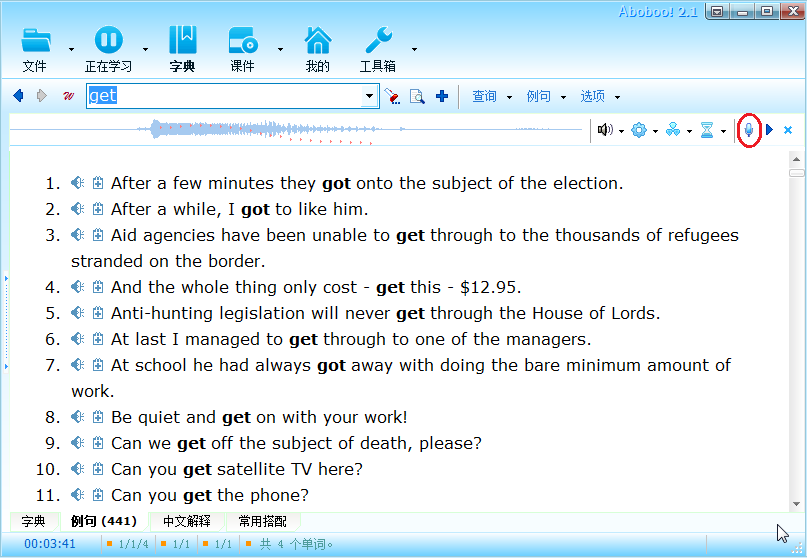 Aboboo! 2.1
文件 正在学习 字典 课件 我的 工具箱
get 查询 例句 选项
1. After a few minutes they got onto the subject of the election.
2. After a while, I got to like him.
3. Aid agencies have been unable to get through to the thousands of refugees
stranded on the border.
4. And the whole thing only cost - get this - $12.95.
5. Anti-hunting legislation will never get through the House of Lords.
6. At last I managed to get through to one of the managers.
7. At school he had always got away with doing the bare minimum amount of
work.
8. Be quiet and get on with your work!
9. Can we get off the subject of death, please?
10. Can you get satellite TV here?
11. Can you get the phone?
字典 例句 (441) 中文解释 常用搭配
00:03:41 1/1/4 1/1 1/1 共 4 个单词。